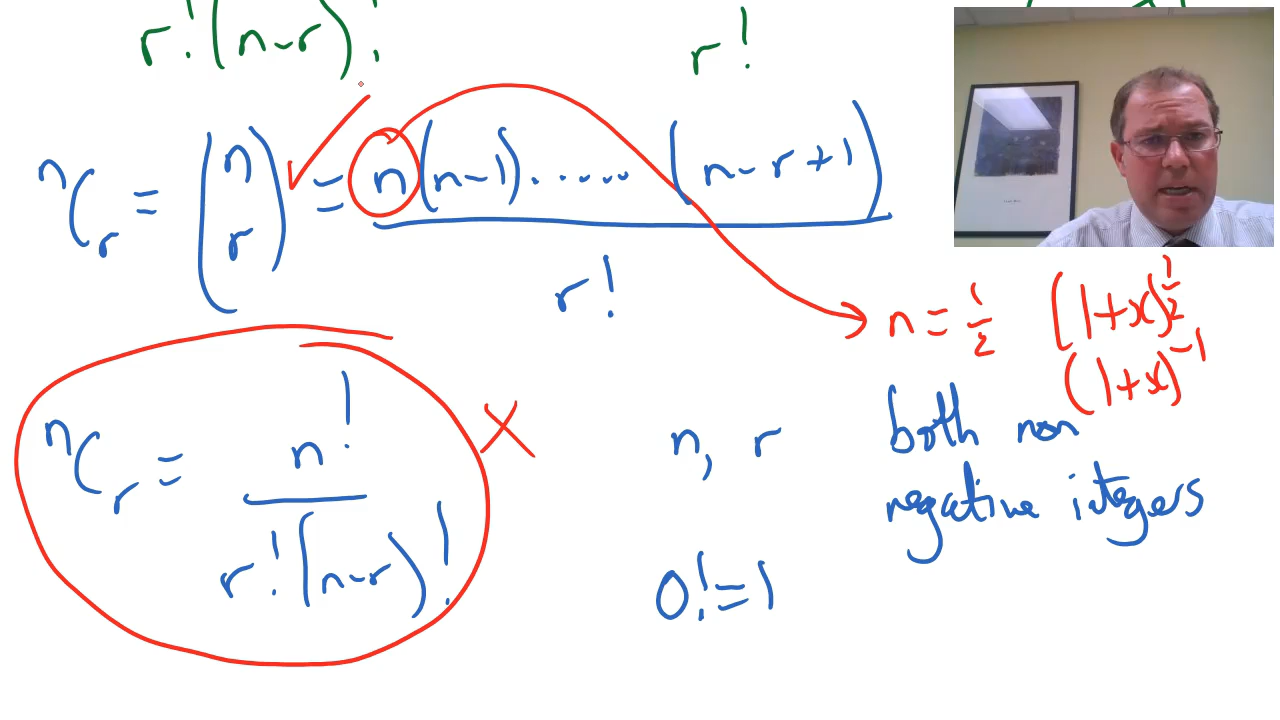 r!(n-r)!
r!
ⁿCᵣ = (n r) = n(n-1)......(n-r+1)
r!
n = 1/2 (1+x)^1/2
(1+x)^-1
ⁿCᵣ = n!
r!(n-r)!
n, r
both non
negative integers
0! = 1